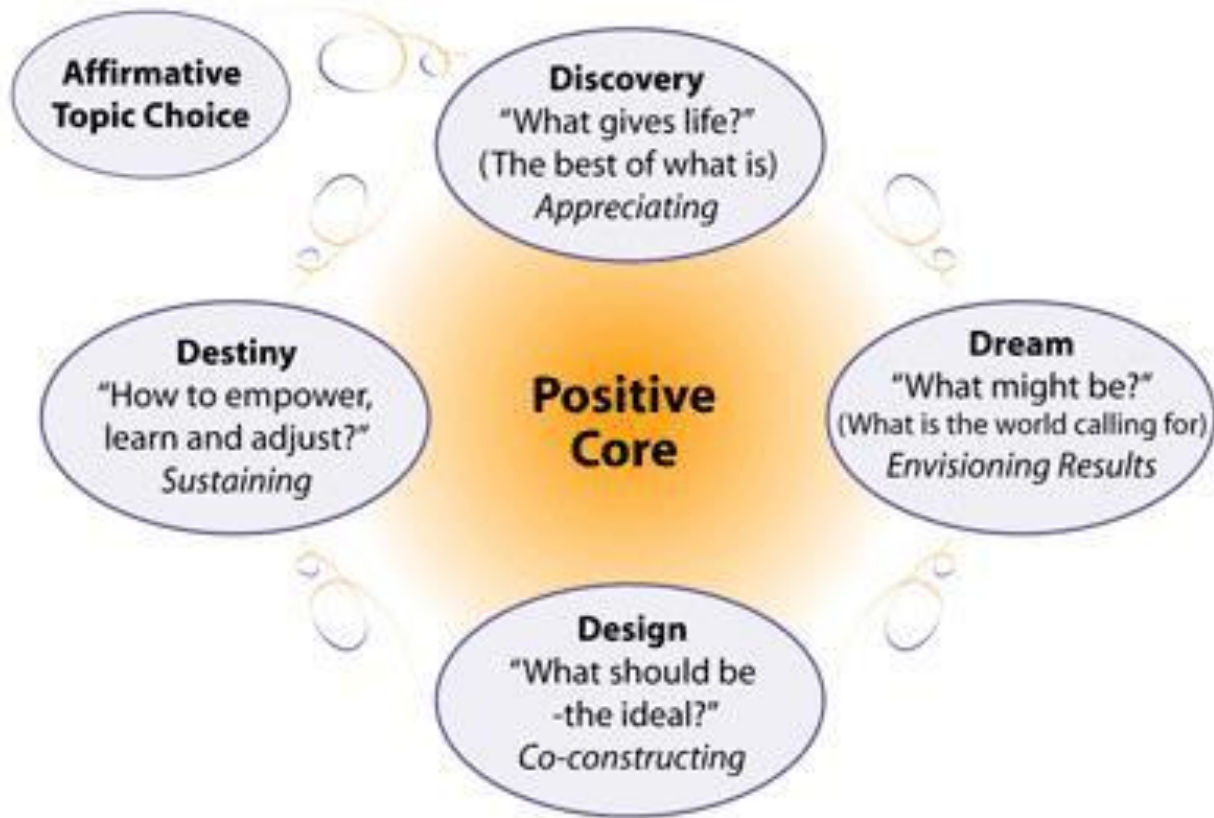 Affirmative
Topic Choice
Discovery
“What gives life?”
(The best of what is)
Appreciating
Destiny
“How to empower,
learn and adjust?”
Sustaining
Positive
Core
Dream
“What might be?”
(What is the world calling for)
Envisioning Results
Design
“What should be
-the ideal?”
Co-constructing